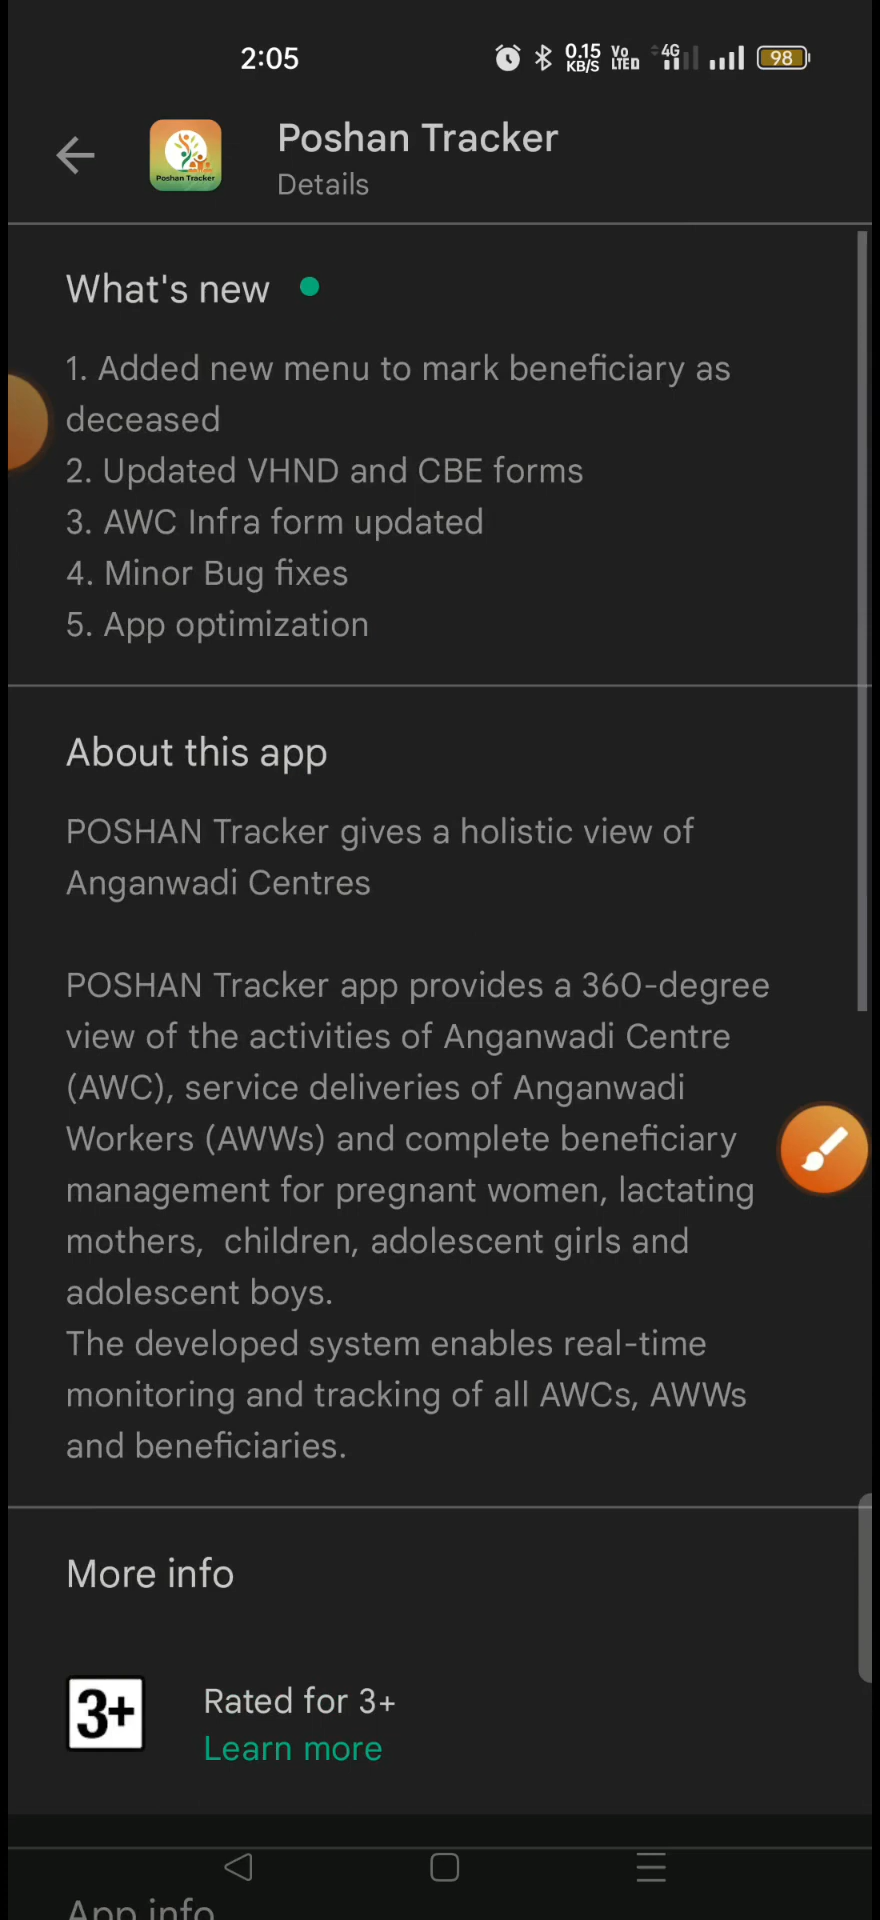 2:05
0.15
KB/S
Vo
LTED
4G
98
Poshan Tracker
Poshan Tracker
Details
What's new
1. Added new menu to mark beneficiary as
deceased
2. Updated VHND and CBE forms
3. AWC Infra form updated
4. Minor Bug fixes
5. App optimization
About this app
POSHAN Tracker gives a holistic view of
Anganwadi Centres
POSHAN Tracker app provides a 360-degree
view of the activities of Anganwadi Centre
(AWC), service deliveries of Anganwadi
Workers (AWWs) and complete beneficiary
management for pregnant women, lactating
mothers,  children, adolescent girls and
adolescent boys.
The developed system enables real-time
monitoring and tracking of all AWCs, AWWs
and beneficiaries.
More info
3+
Rated for 3+
Learn more
App info